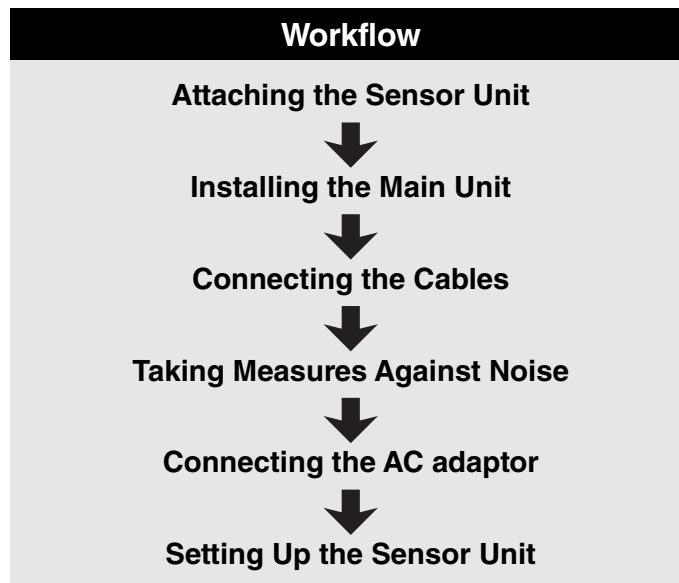 Workflow
Attaching the Sensor Unit
Installing the Main Unit
Connecting the Cables
Taking Measures Against Noise
Connecting the AC adaptor
Setting Up the Sensor Unit